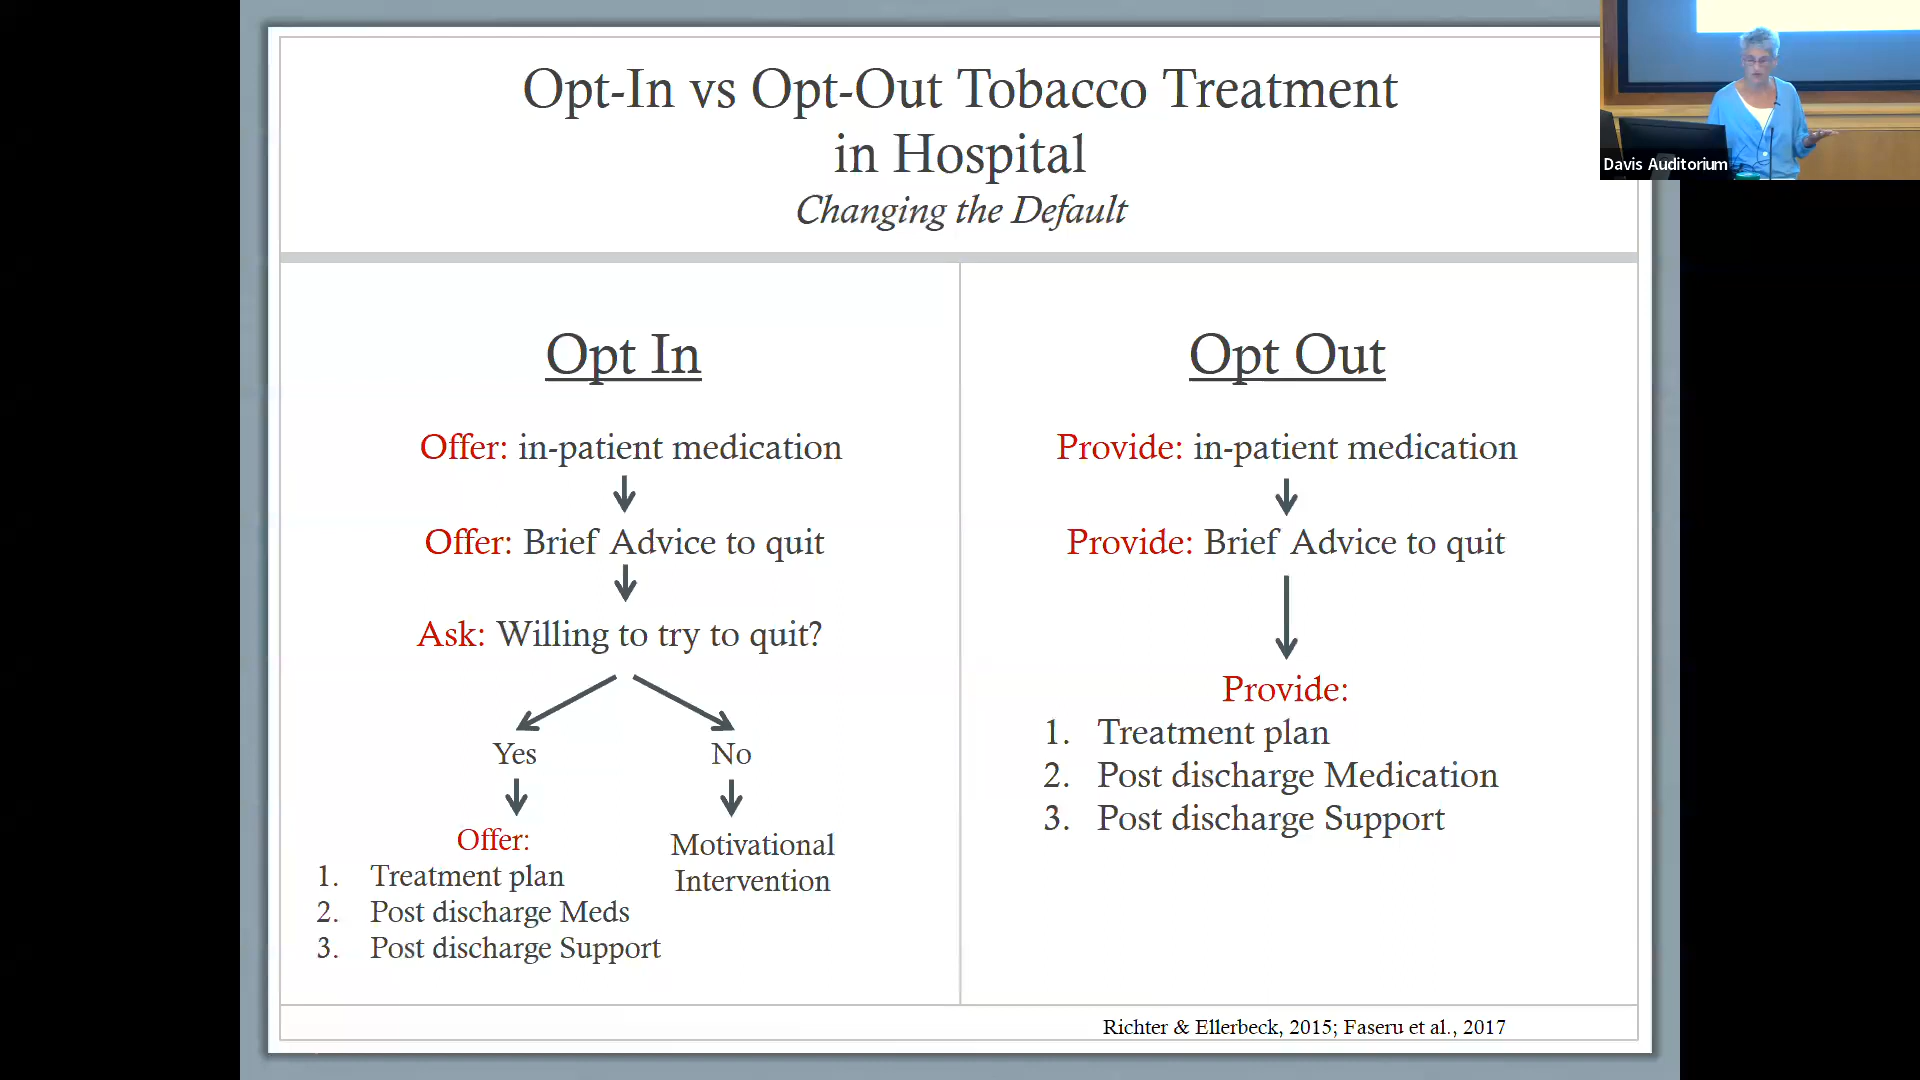 Opt-In vs Opt-Out Tobacco Treatment
in Hospital
Changing the Default
Davis Auditorium
Opt In
Offer: in-patient medication
Offer: Brief Advice to quit
Ask: Willing to try to quit?
Yes
No
Offer:
1. Treatment plan
2. Post discharge Meds
3. Post discharge Support
Motivational
Intervention
Opt Out
Provide: in-patient medication
Provide: Brief Advice to quit
Provide:
1. Treatment plan
2. Post discharge Medication
3. Post discharge Support
Richter & Ellerbeck, 2015; Faseru et al., 2017